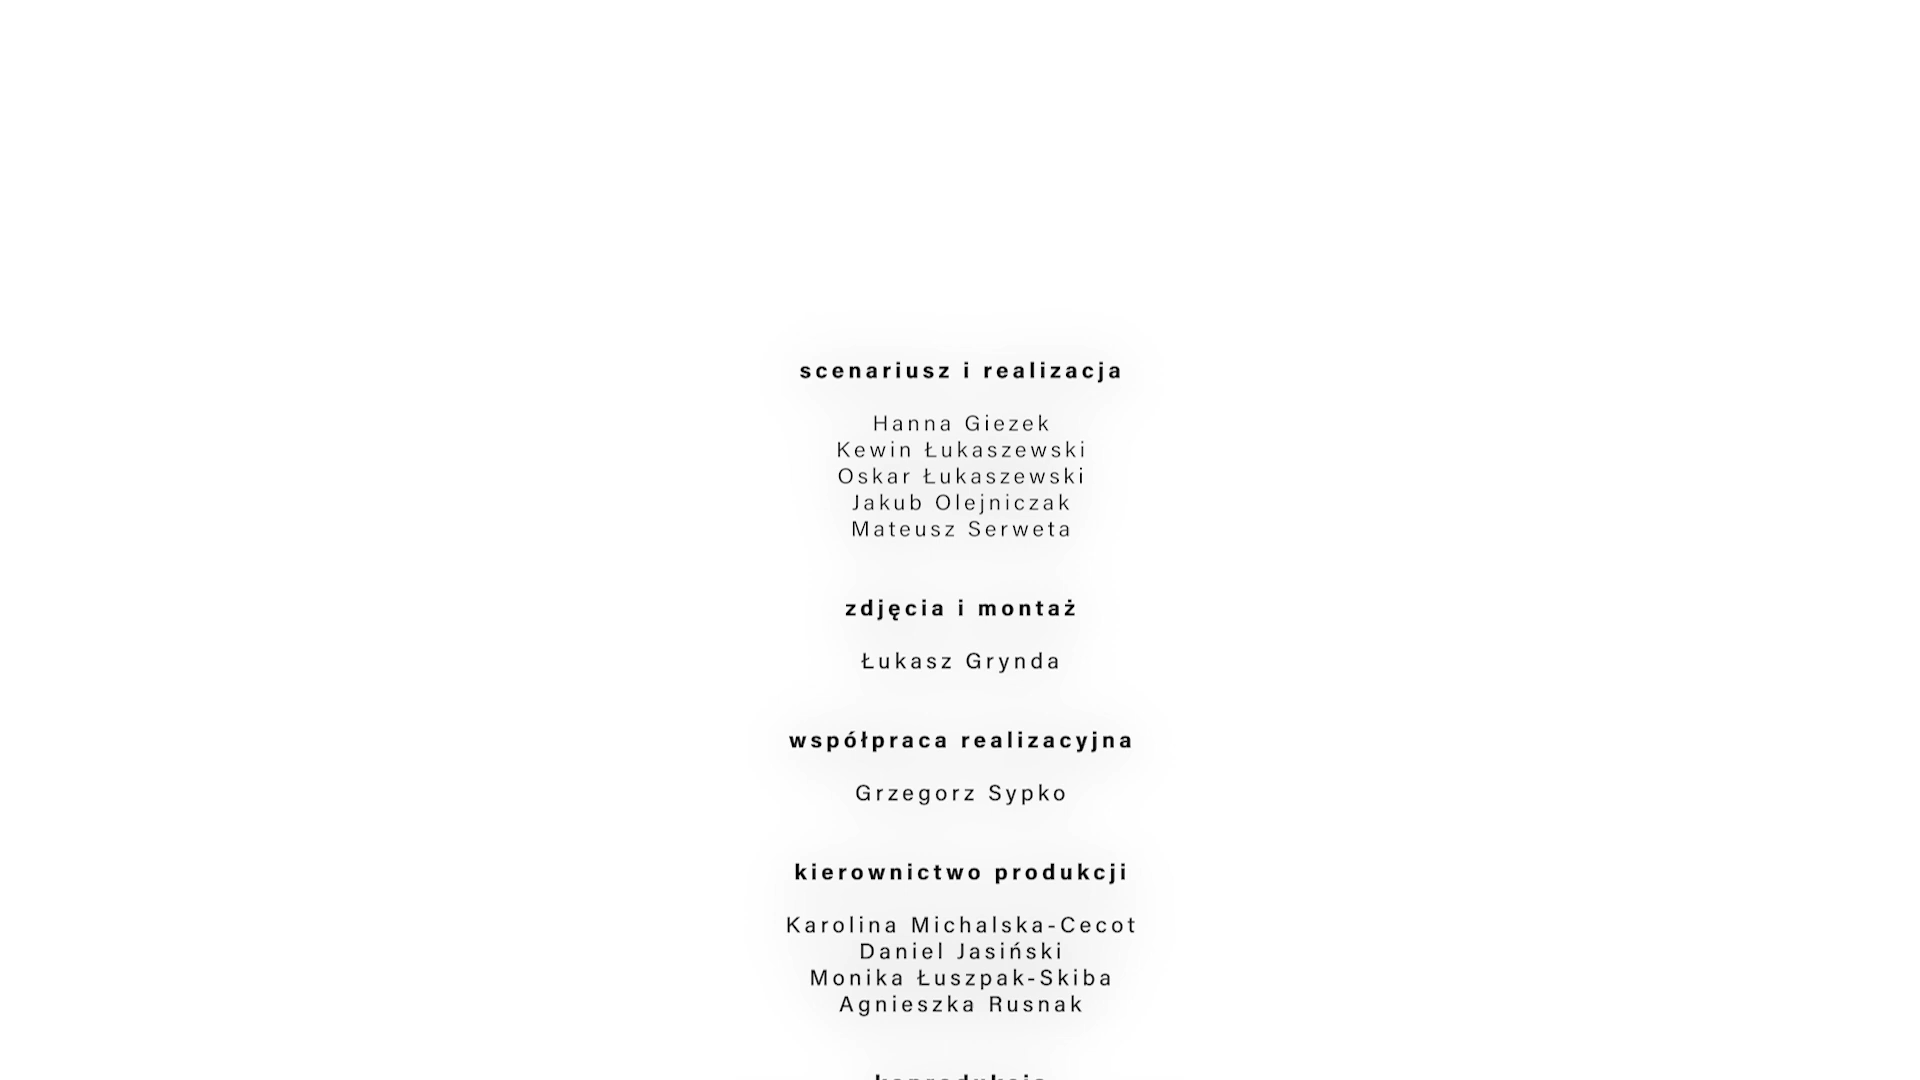 scenariusz i realizacja
Hanna Giezek
Kewin Łukaszewski
Oskar Łukaszewski
Jakub Olejniczak
Mateusz Serweta
zdjęcia i montaż
Łukasz Grynda
współpraca realizacyjna
Grzegorz Sypko
kierownictwo produkcji
Karolina Michalska-Cecot
Daniel Jasiński
Monika Łuszpak-Skiba
Agnieszka Rusnak